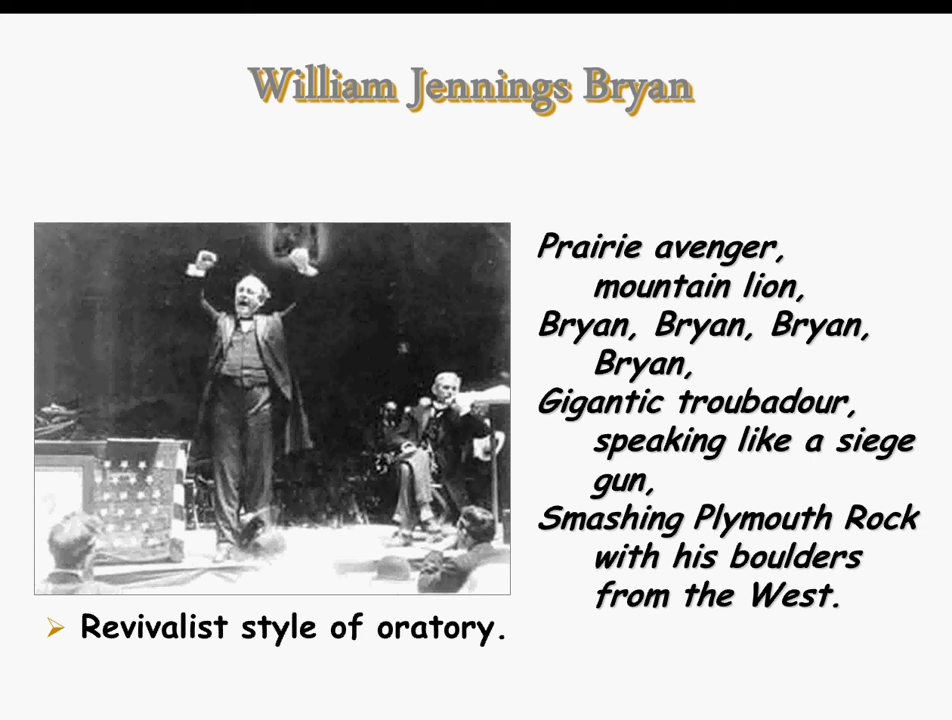 William Jennings Bryan
Prairie avenger,
mountain lion,
Bryan, Bryan, Bryan,
Bryan,
Gigantic troubadour,
speaking like a siege
gun,
Smashing Plymouth Rock
with his boulders
from the West.
Revivalist style of oratory.